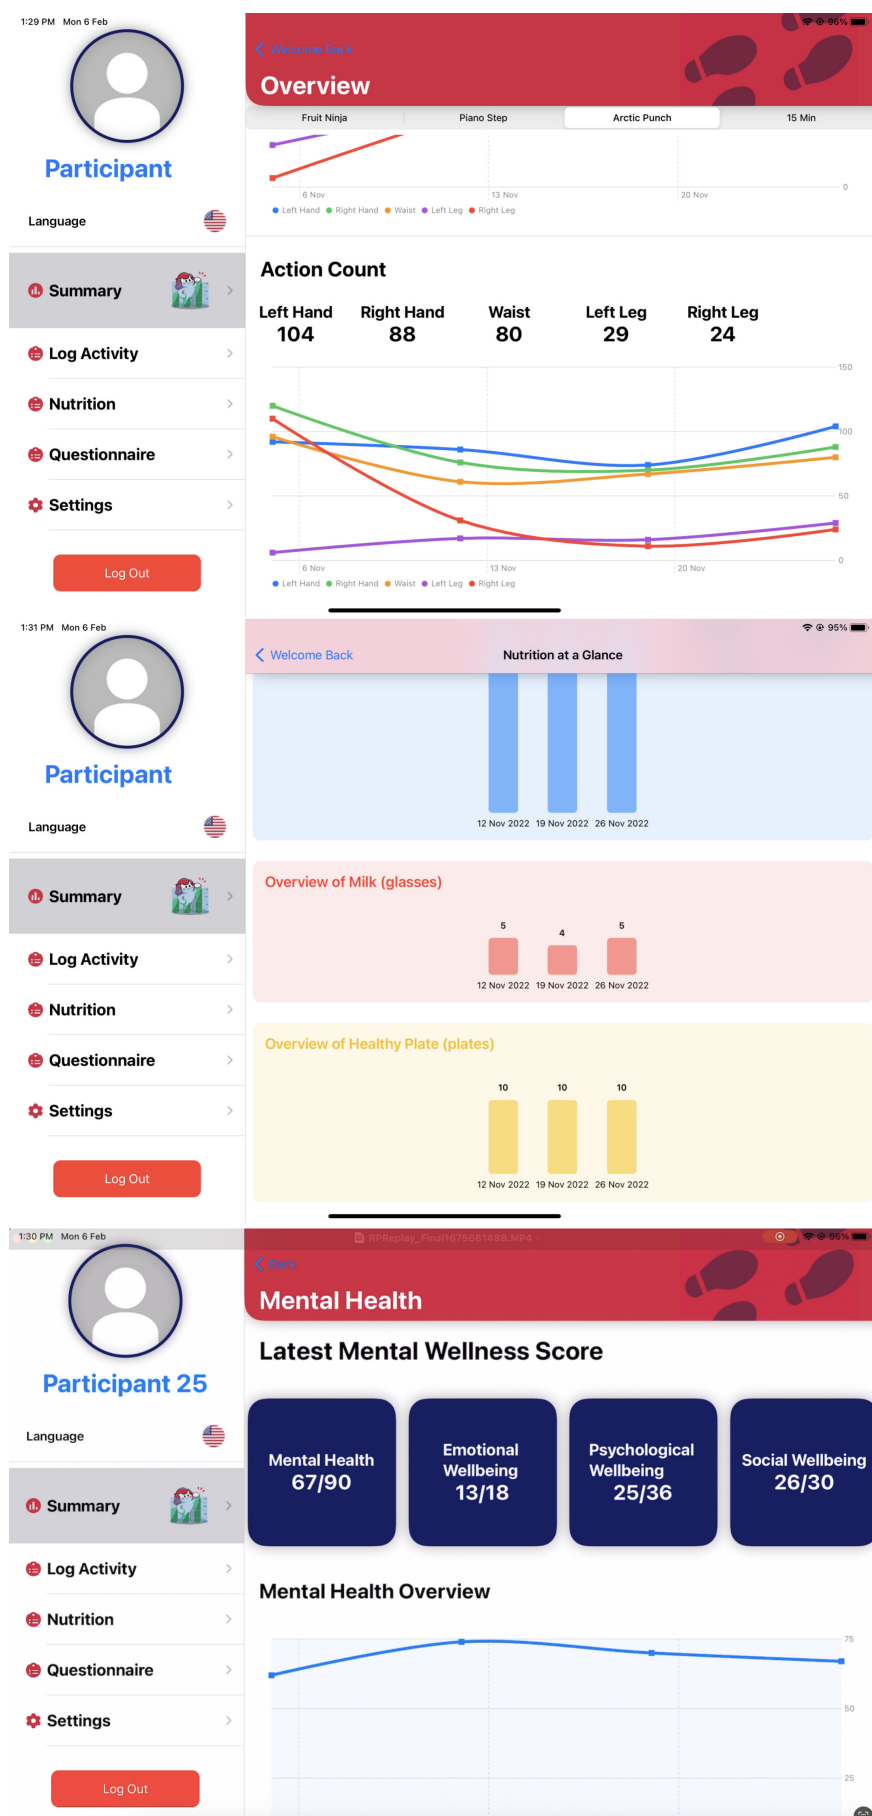 1:29 PM Mon 6 Feb
96%
Welcome Back
Overview
Participant
Language
Summary
Log Activity
Nutrition
Questionnaire
Settings
Log Out
Fruit Ninja Piano Step Arctic Punch 15 Min
0
6 Nov 13 Nov 20 Nov
Left Hand Right Hand Waist Left Leg Right Leg
Action Count
Left Hand Right Hand Waist Left Leg Right Leg
104 88 80 29 24
150
100
50
0
6 Nov 13 Nov 20 Nov
Left Hand Right Hand Waist Left Leg Right Leg
1:31 PM Mon 6 Feb
95%
Welcome Back
Nutrition at a Glance
Participant
Language
Summary
Log Activity
Nutrition
Questionnaire
Settings
Log Out
12 Nov 2022 19 Nov 2022 26 Nov 2022
Overview of Milk (glasses)
5 4 5
12 Nov 2022 19 Nov 2022 26 Nov 2022
Overview of Healthy Plate (plates)
10 10 10
12 Nov 2022 19 Nov 2022 26 Nov 2022
1:30 PM Mon 6 Feb
RPReplay_Final1675661488.MP4
96%
Back
Mental Health
Participant 25
Language
Summary
Log Activity
Nutrition
Questionnaire
Settings
Log Out
Latest Mental Wellness Score
Mental Health
67/90
Emotional
Wellbeing
13/18
Psychological
Wellbeing
25/36
Social Wellbeing
26/30
Mental Health Overview
75
50
25